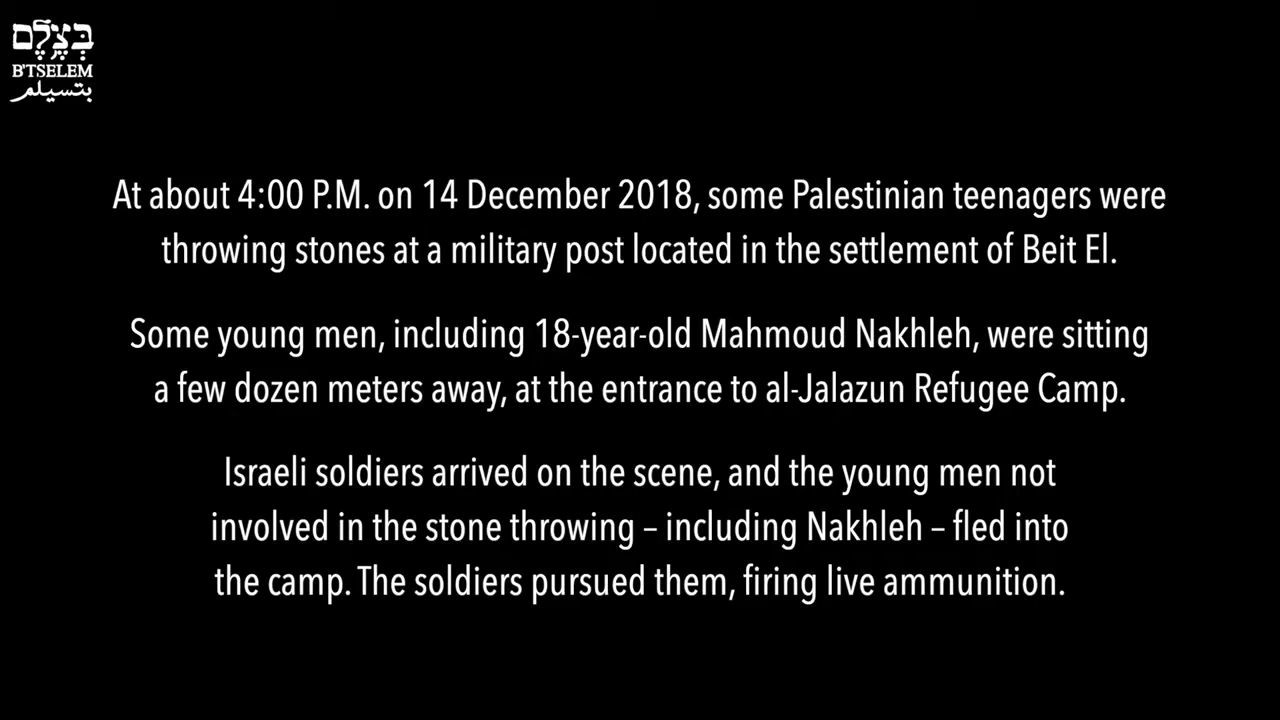 בְּצֶלֶם
B'TSELEM
بتسيلم
At about 4:00 P.M. on 14 December 2018, some Palestinian teenagers were
throwing stones at a military post located in the settlement of Beit El.
Some young men, including 18-year-old Mahmoud Nakhleh, were sitting
a few dozen meters away, at the entrance to al-Jalazun Refugee Camp.
Israeli soldiers arrived on the scene, and the young men not
involved in the stone throwing – including Nakhleh – fled into
the camp. The soldiers pursued them, firing live ammunition.